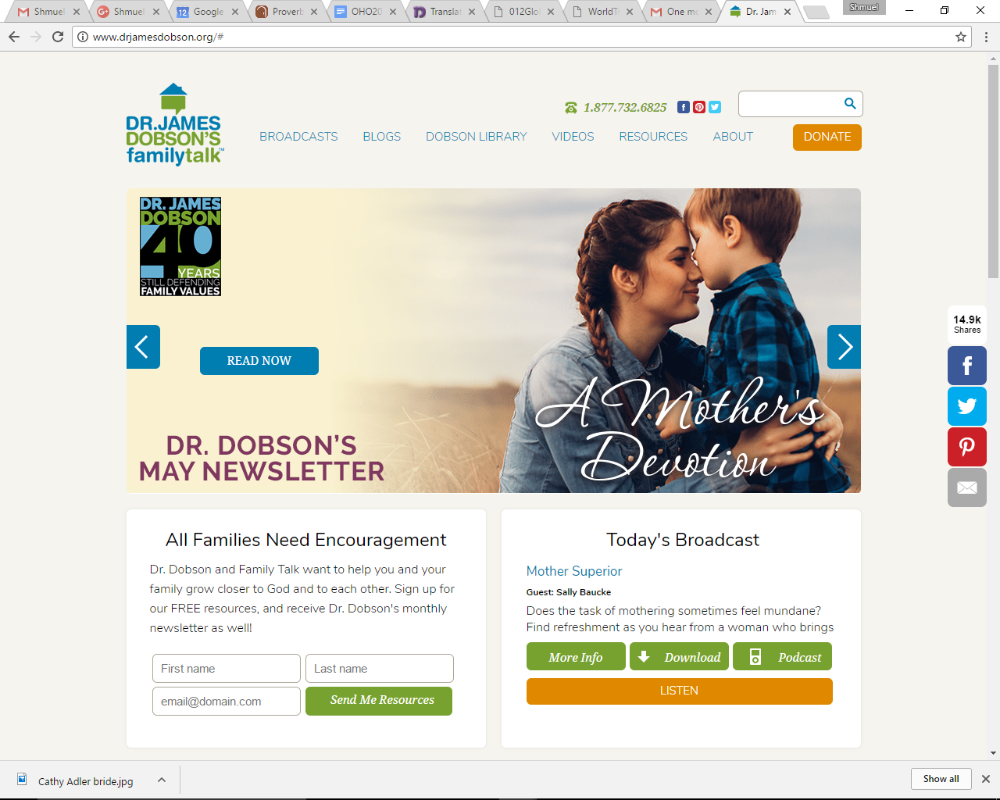 Shmuel
Shmuel
Google
Proverb
OHO20
Translat
012Glo
WorldT
One mo
Dr. Jam
Shmuel
www.drjamesdobson.org/#
DR.JAMES
DOBSON'S
familytalk™
1.877.732.6825
BROADCASTS BLOGS DOBSON LIBRARY VIDEOS RESOURCES ABOUT DONATE
DR. JAMES
DOBSON
40
YEARS
STILL DEFENDING
FAMILY VALUES
READ NOW
A Mother's
Devotion
DR. DOBSON'S
MAY NEWSLETTER
14.9k
Shares
All Families Need Encouragement
Dr. Dobson and Family Talk want to help you and your
family grow closer to God and to each other. Sign up for
our FREE resources, and receive Dr. Dobson's monthly
newsletter as well!
First name Last name
email@domain.com Send Me Resources
Today's Broadcast
Mother Superior
Guest: Sally Baucke
Does the task of mothering sometimes feel mundane?
Find refreshment as you hear from a woman who brings
More Info Download Podcast
LISTEN
Cathy Adler bride.jpg
Show all